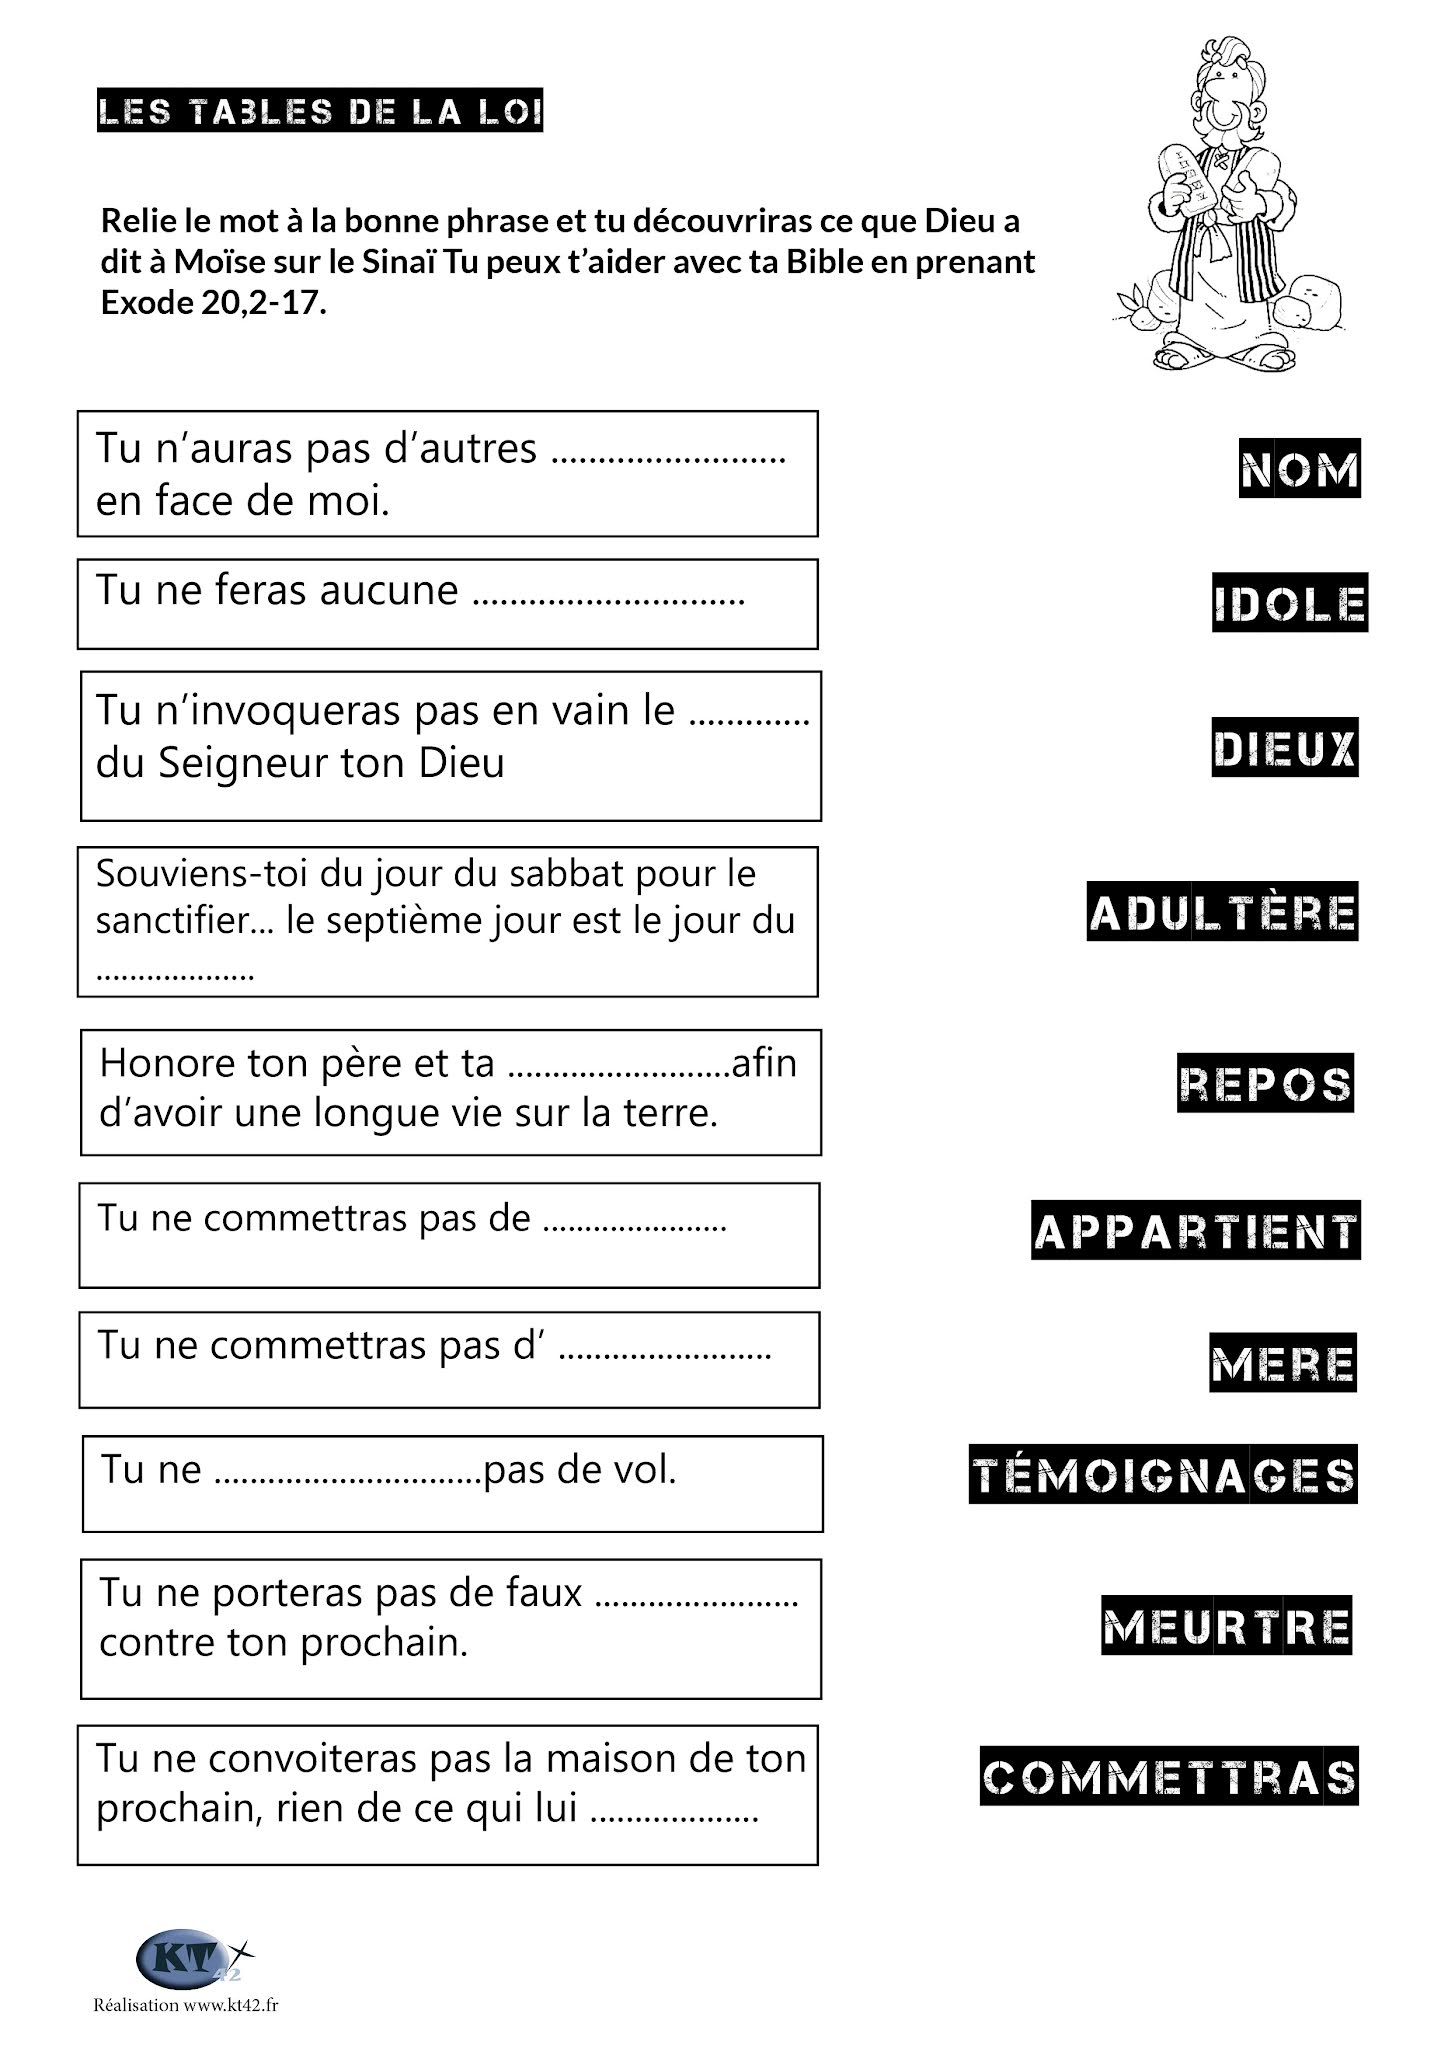 LES TABLES DE LA LOI
Relie le mot à la bonne phrase et tu découvriras ce que Dieu a
dit à Moïse sur le Sinaï Tu peux t’aider avec ta Bible en prenant
Exode 20,2-17.
Tu n’auras pas d’autres .........................
en face de moi.
NOM
Tu ne feras aucune .............................
IDOLE
Tu n’invoqueras pas en vain le .............
du Seigneur ton Dieu
DIEUX
Souviens-toi du jour du sabbat pour le
sanctifier... le septième jour est le jour du
...................
ADULTÈRE
Honore ton père et ta .........................afin
d’avoir une longue vie sur la terre.
REPOS
Tu ne commettras pas de ......................
APPARTIENT
Tu ne commettras pas d’ ........................
MERE
Tu ne ..............................pas de vol.
TÉMOIGNAGES
Tu ne porteras pas de faux .......................
contre ton prochain.
MEURTRE
Tu ne convoiteras pas la maison de ton
prochain, rien de ce qui lui ...................
COMMETTRAS
KT
42
Réalisation www.kt42.fr